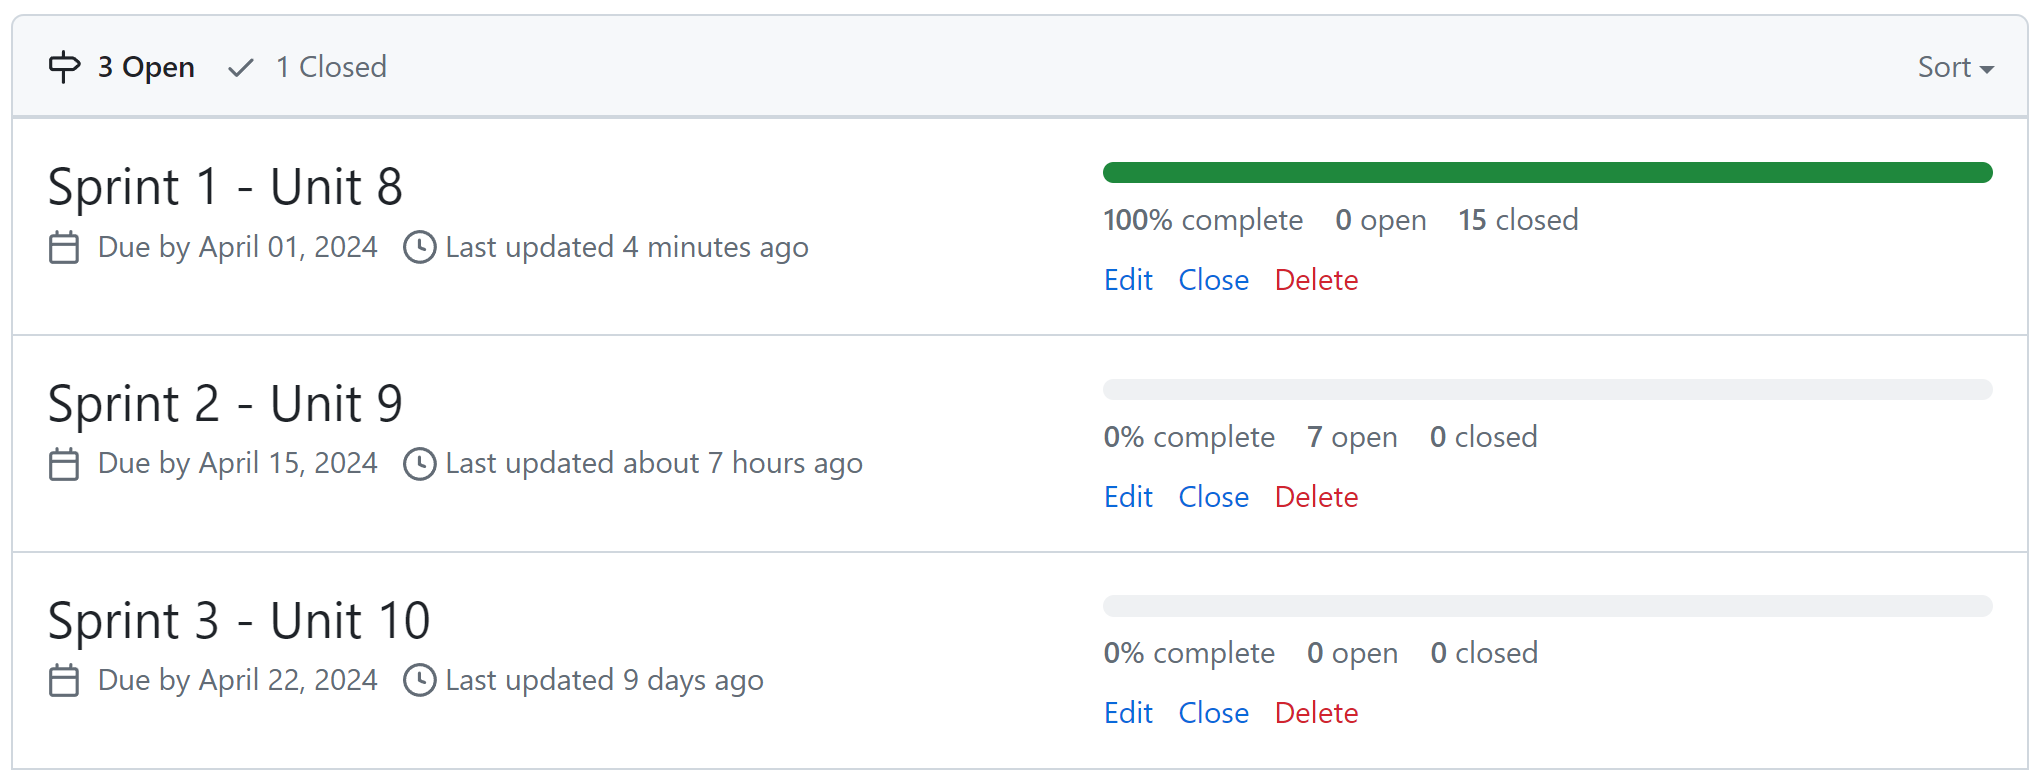 3 Open 1 Closed Sort
Sprint 1 - Unit 8
Due by April 01, 2024 Last updated 4 minutes ago
100% complete 0 open 15 closed
Edit Close Delete
Sprint 2 - Unit 9
Due by April 15, 2024 Last updated about 7 hours ago
0% complete 7 open 0 closed
Edit Close Delete
Sprint 3 - Unit 10
Due by April 22, 2024 Last updated 9 days ago
0% complete 0 open 0 closed
Edit Close Delete